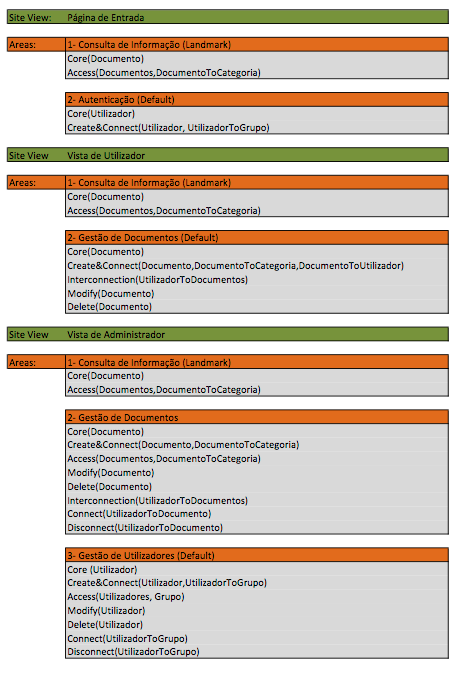 Site View: Página de Entrada
Areas: 1- Consulta de Informação (Landmark)
Core(Documento)
Access(Documentos,DocumentoToCategoria)
2- Autenticação (Default)
Core(Utilizador)
Create&Connect(Utilizador, UtilizadorToGrupo)
Site View Vista de Utilizador
Areas: 1- Consulta de Informação (Landmark)
Core(Documento)
Access(Documentos,DocumentoToCategoria)
2- Gestão de Documentos (Default)
Core(Documento)
Create&Connect(Documento,DocumentoToCategoria,DocumentoToUtilizador)
Interconnection(UtilizadorToDocumentos)
Modify(Documento)
Delete(Documento)
Site View Vista de Administrador
Areas: 1- Consulta de Informação (Landmark)
Core(Documento)
Access(Documentos,DocumentoToCategoria)
2- Gestão de Documentos
Core(Documento)
Create&Connect(Documento,DocumentoToCategoria)
Access(Documentos,DocumentoToCategoria)
Modify(Documento)
Delete(Documento)
Interconnection(UtilizadorToDocumentos)
Connect(UtilizadorToDocumento)
Disconnect(UtilizadorToDocumento)
3- Gestão de Utilizadores (Default)
Core (Utilizador)
Create&Connect(Utilizador,UtilizadorToGrupo)
Access(Utilizadores, Grupo)
Modify(Utilizador)
Delete(Utilizador)
Connect(UtilizadorToGrupo)
Disconnect(UtilizadorToGrupo)